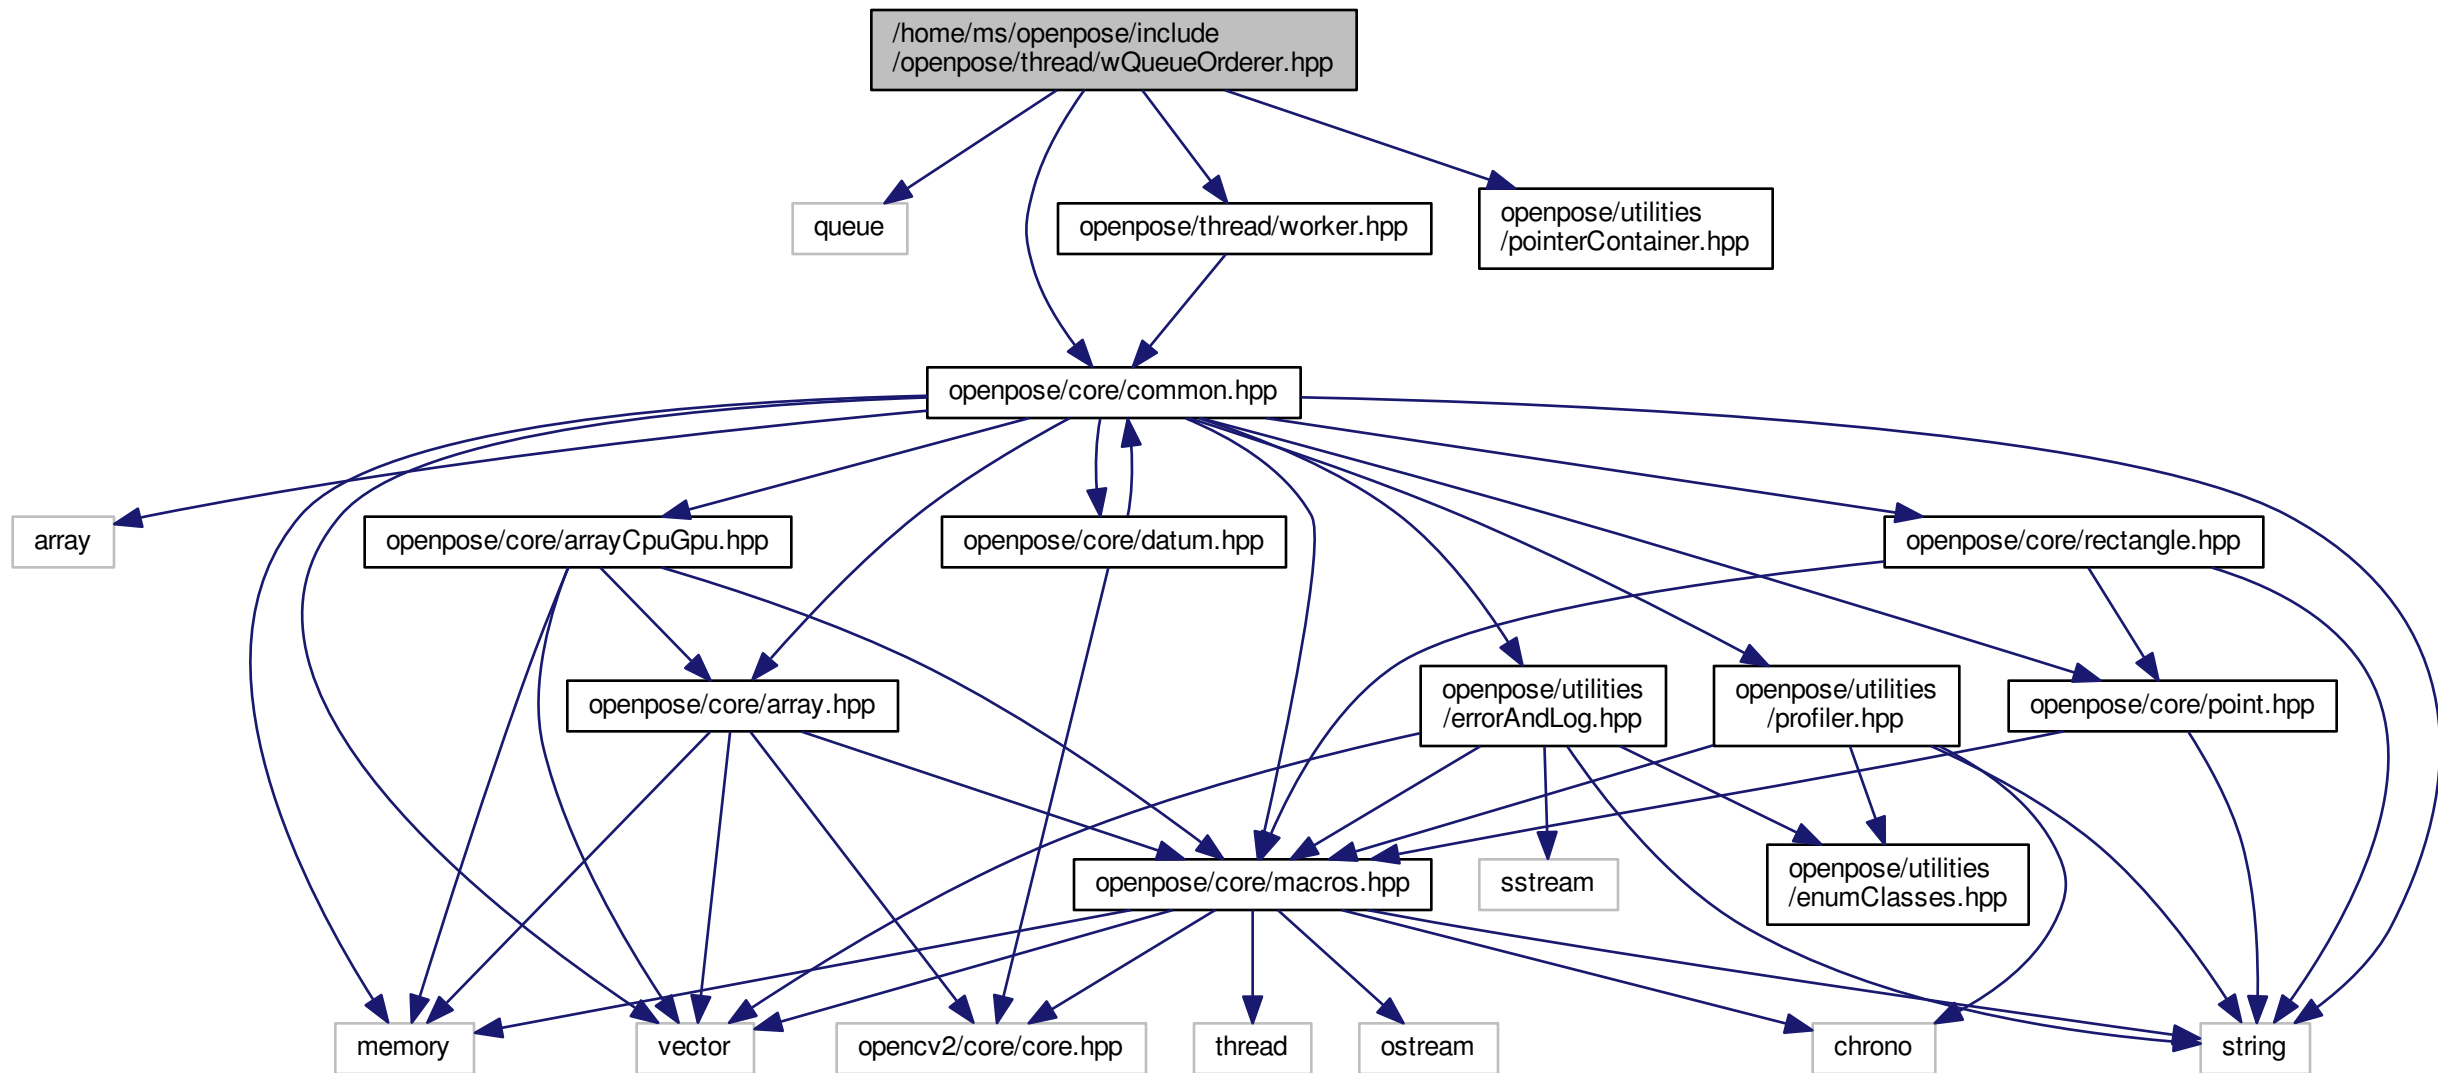 /home/ms/openpose/include
/openpose/thread/wQueueOrderer.hpp
queue
openpose/thread/worker.hpp
openpose/utilities
/pointerContainer.hpp
openpose/core/common.hpp
array
openpose/core/arrayCpuGpu.hpp
openpose/core/datum.hpp
openpose/core/rectangle.hpp
openpose/core/array.hpp
openpose/utilities
/errorAndLog.hpp
openpose/utilities
/profiler.hpp
openpose/core/point.hpp
openpose/core/macros.hpp
sstream
openpose/utilities
/enumClasses.hpp
memory
vector
opencv2/core/core.hpp
thread
ostream
chrono
string